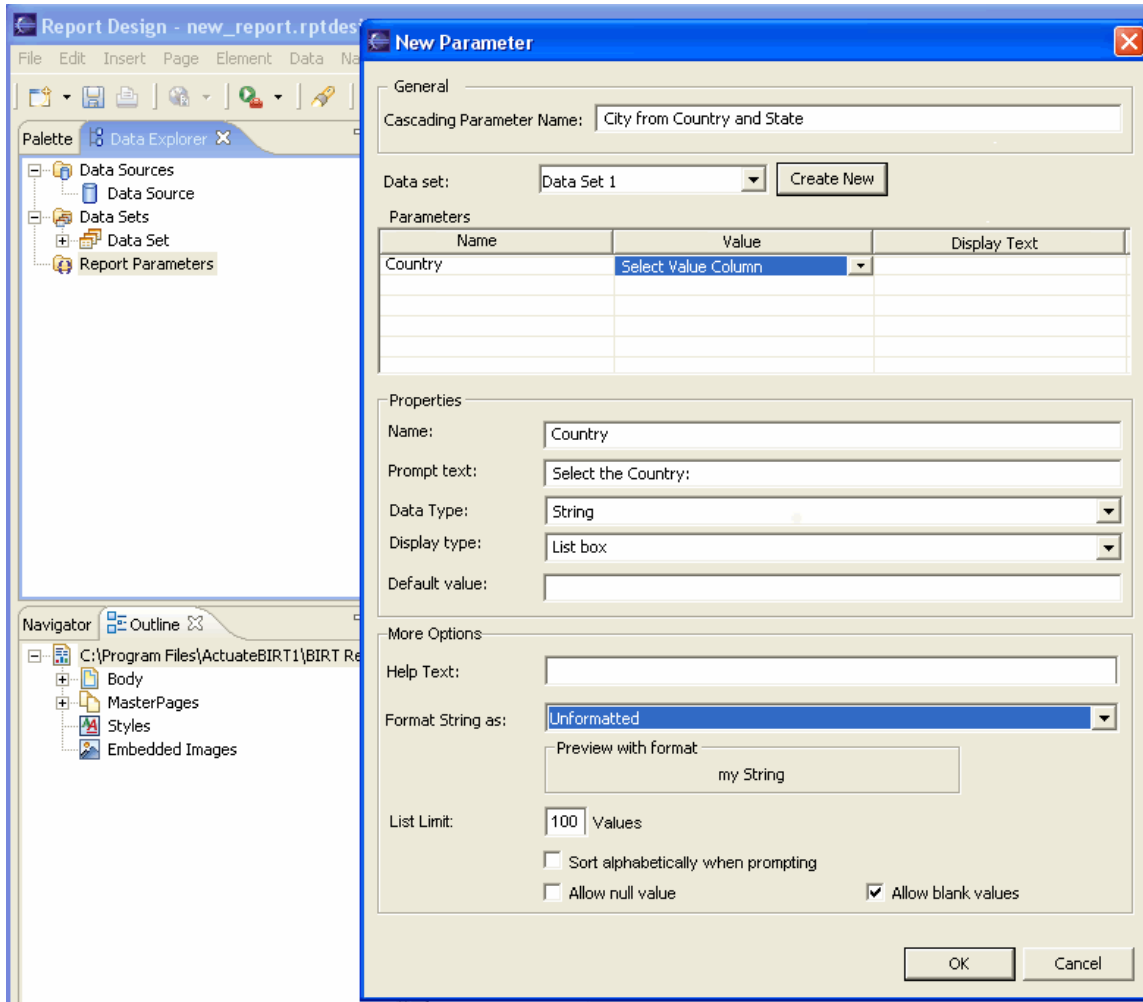 Report Design - new_report.rptdes
File Edit Insert Page Element Data Na
Palette Data Explorer
Data Sources
Data Source
Data Sets
Data Set
Report Parameters
Navigator Outline
C:\Program Files\ActuateBIRT1\BIRT Re
Body
MasterPages
Styles
Embedded Images
New Parameter
General
Cascading Parameter Name: City from Country and State
Data set: Data Set 1 Create New
Parameters
Name Value Display Text
Country Select Value Column
Properties
Name: Country
Prompt text: Select the Country:
Data Type: String
Display type: List box
Default value:
More Options
Help Text:
Format String as: Unformatted
Preview with format
my String
List Limit: 100 Values
Sort alphabetically when prompting
Allow null value Allow blank values
OK Cancel